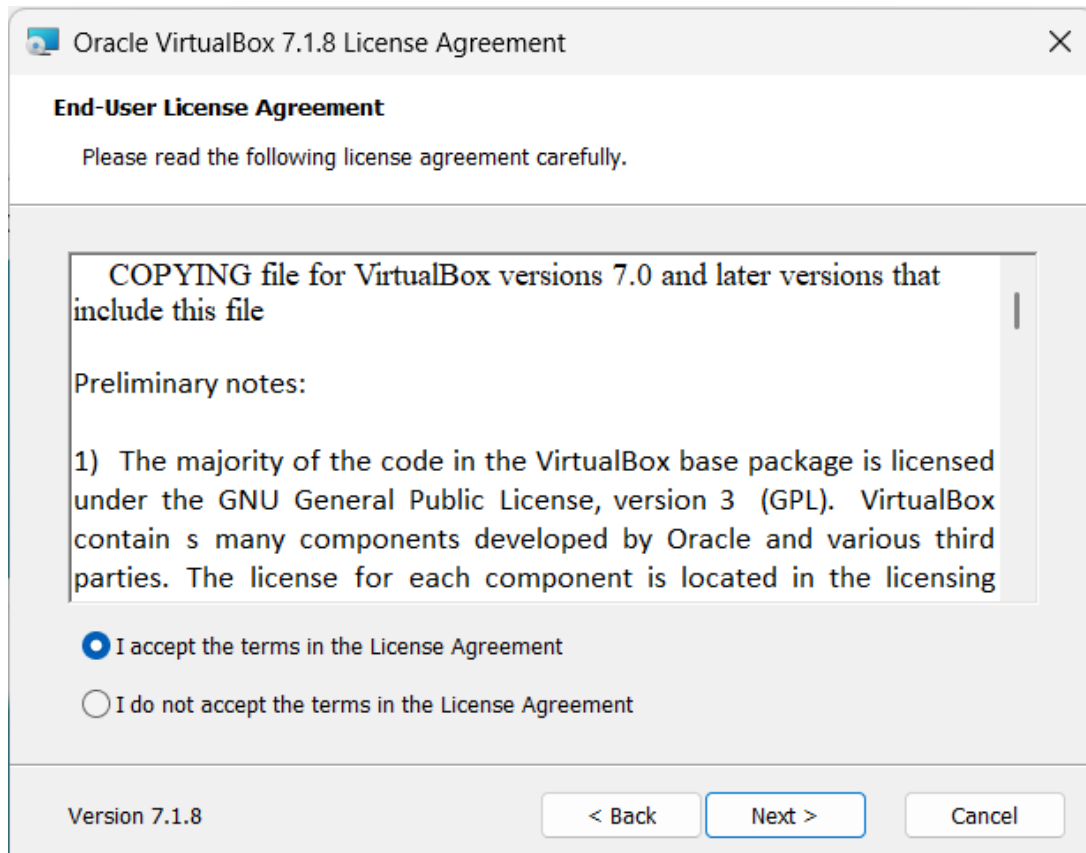 Oracle VirtualBox 7.1.8 License Agreement
End-User License Agreement
Please read the following license agreement carefully.
COPYING file for VirtualBox versions 7.0 and later versions that
include this file
Preliminary notes:
1) The majority of the code in the VirtualBox base package is licensed
under the GNU General Public License, version 3 (GPL). VirtualBox
contain s many components developed by Oracle and various third
parties. The license for each component is located in the licensing
I accept the terms in the License Agreement
I do not accept the terms in the License Agreement
Version 7.1.8
< Back
Next >
Cancel